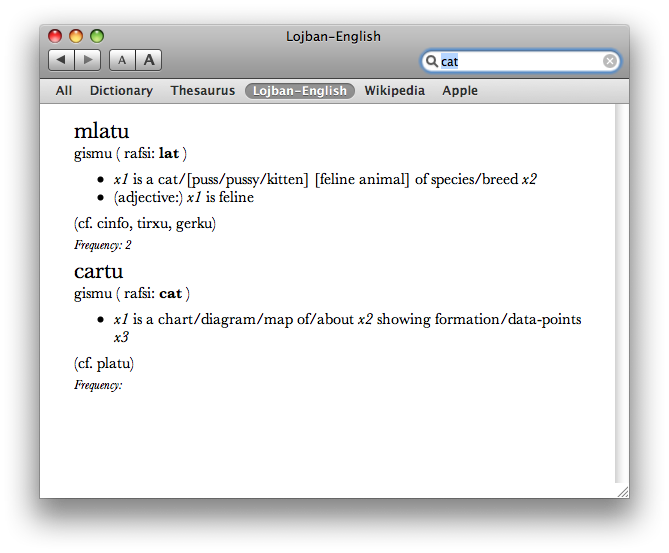 Lojban-English
A A cat
All Dictionary Thesaurus Lojban-English Wikipedia Apple
mlatu
gismu ( rafsi: lat )
• x1 is a cat/[puss/pussy/kitten] [feline animal] of species/breed x2
• (adjective:) x1 is feline
(cf. cinfo, tirxu, gerku)
Frequency: 2
cartu
gismu ( rafsi: cat )
• x1 is a chart/diagram/map of/about x2 showing formation/data-points
x3
(cf. platu)
Frequency: